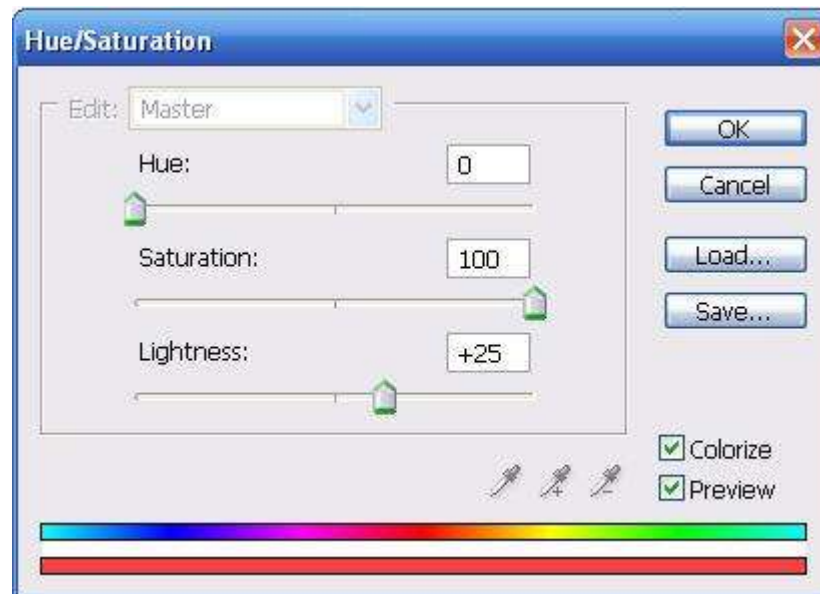 Hue/Saturation
Edit: Master
Hue: 0
Saturation: 100
Lightness: +25
OK
Cancel
Load...
Save...
Colorize
Preview